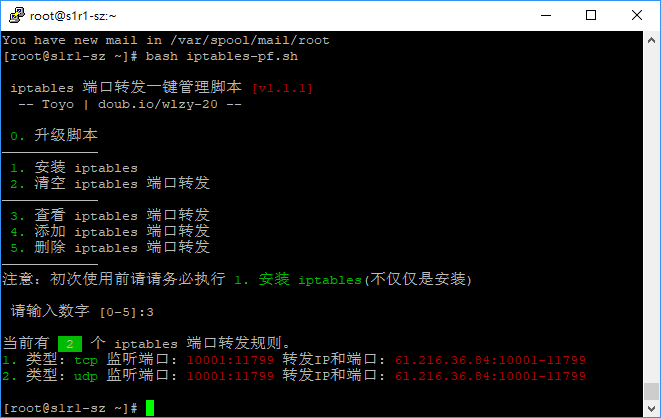 root@s1r1-sz:~
You have new mail in /var/spool/mail/root
[root@slrl-sz ~]# bash iptables-pf.sh
iptables 端口转发一键管理脚本 [v1.1.1]
-- Toyo | doub.io/wlzy-20 --
0. 升级脚本
————————————
1. 安装 iptables
2. 清空 iptables 端口转发
————————————
3. 查看 iptables 端口转发
4. 添加 iptables 端口转发
5. 删除 iptables 端口转发
————————————
注意：初次使用前请请务必执行 1. 安装 iptables(不仅仅是安装)
请输入数字 [0-5]:3
当前有 2 个 iptables 端口转发规则。
1. 类型: tcp 监听端口: 10001:11799 转发IP和端口: 61.216.36.84:10001-11799
2. 类型: udp 监听端口: 10001:11799 转发IP和端口: 61.216.36.84:10001-11799
[root@slrl-sz ~]#